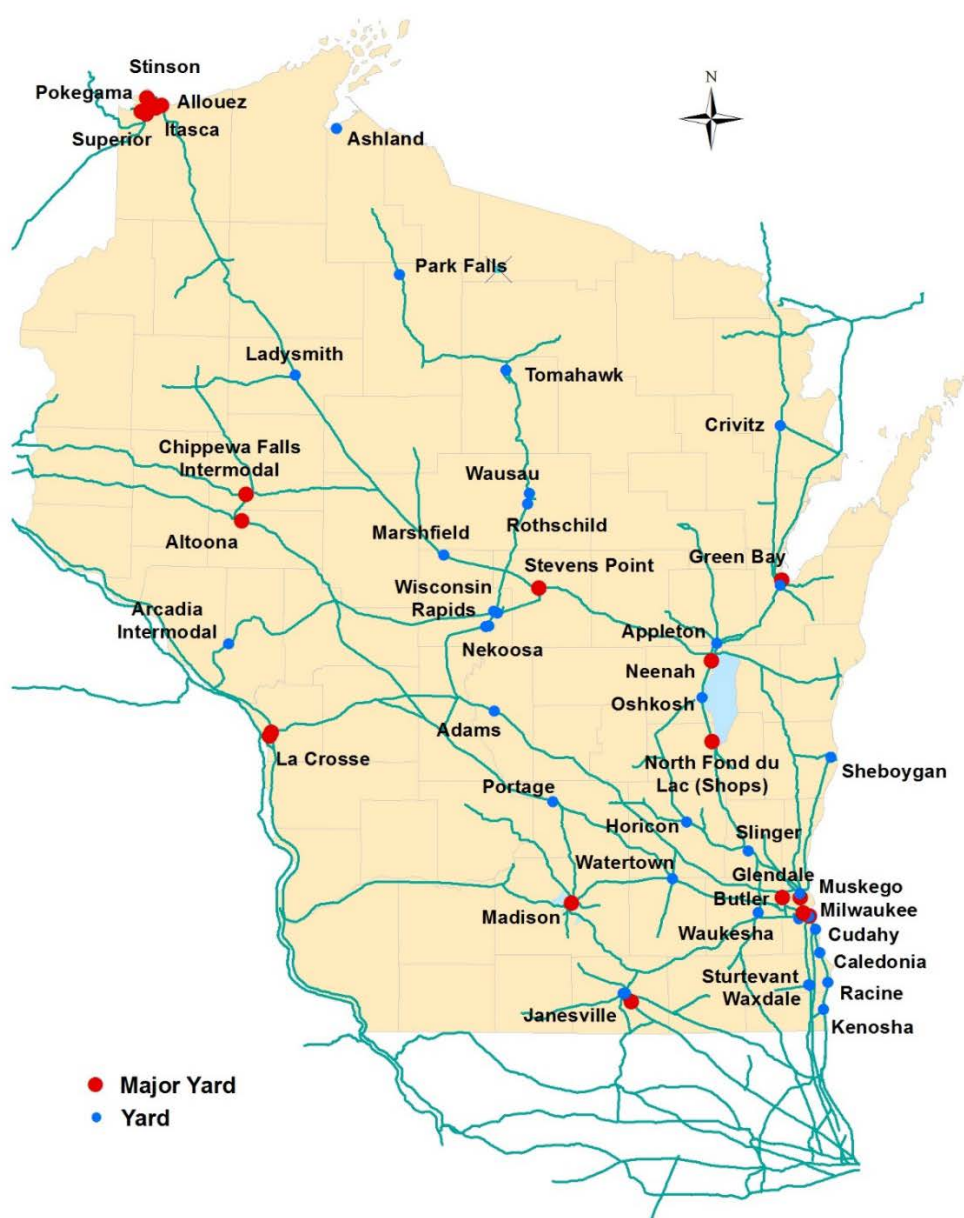 Stinson
Pokegama
Allouez
Itasca
Superior
Ashland
N
Park Falls
Ladysmith
Tomahawk
Crivitz
Chippewa Falls
Intermodal
Wausau
Rothschild
Altoona
Marshfield
Stevens Point
Green Bay
Wisconsin
Rapids
Arcadia
Intermodal
Nekoosa
Appleton
Neenah
Oshkosh
Adams
La Crosse
North Fond du
Lac (Shops)
Sheboygan
Portage
Horicon
Slinger
Watertown
Glendale
Butler
Muskego
Madison
Milwaukee
Waukesha
Cudahy
Caledonia
Sturtevant
Waxdale
Racine
Janesville
Kenosha
Major Yard
Yard